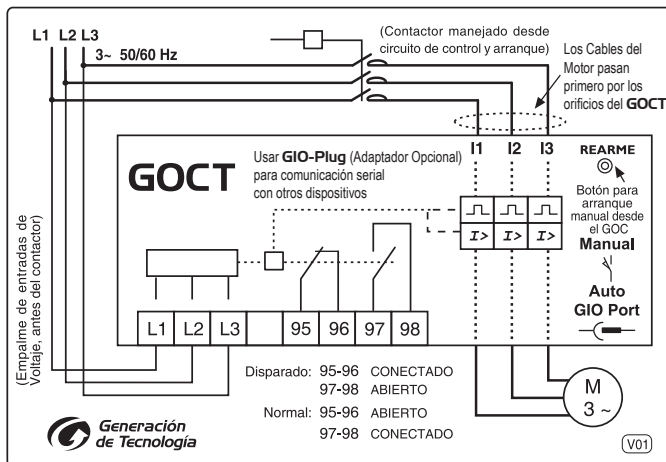 L1 L2 L3
3~ 50/60 Hz
(Contactor manejado desde
circuito de control y arranque)
Los Cables del
Motor pasan
primero por los
orificios del GOCT
I1 I2 I3
GOCT
Usar GIO-Plug (Adaptador Opcional)
para comunicación serial
con otros dispositivos
REARME
Botón para
arranque
manual desde
el GOC
Manual
Auto
GIO Port
I> I> I>
(Empalme de entradas de
Voltaje, antes del contactor)
L1 L2 L3 95 96 97 98
Disparado: 95-96 CONECTADO
97-98 ABIERTO
Normal: 95-96 ABIERTO
97-98 CONECTADO
M
3 ~
Generación
de Tecnología
V01